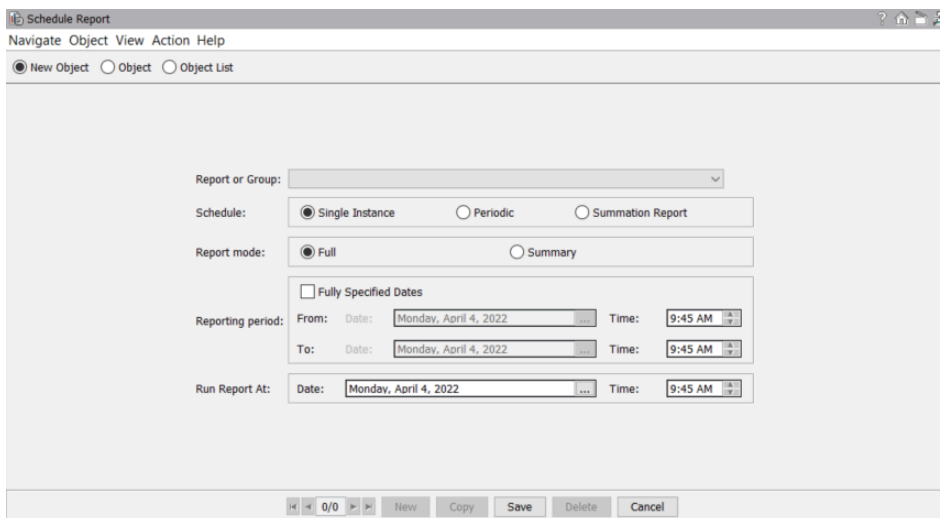 Schedule Report
?
Navigate Object View Action Help
New Object Object Object List
Report or Group:
Schedule: Single Instance Periodic Summation Report
Report mode: Full Summary
Fully Specified Dates
Reporting period: From: Date: Monday, April 4, 2022 ... Time: 9:45 AM
To: Date: Monday, April 4, 2022 ... Time: 9:45 AM
Run Report At: Date: Monday, April 4, 2022 ... Time: 9:45 AM
0/0 New Copy Save Delete Cancel